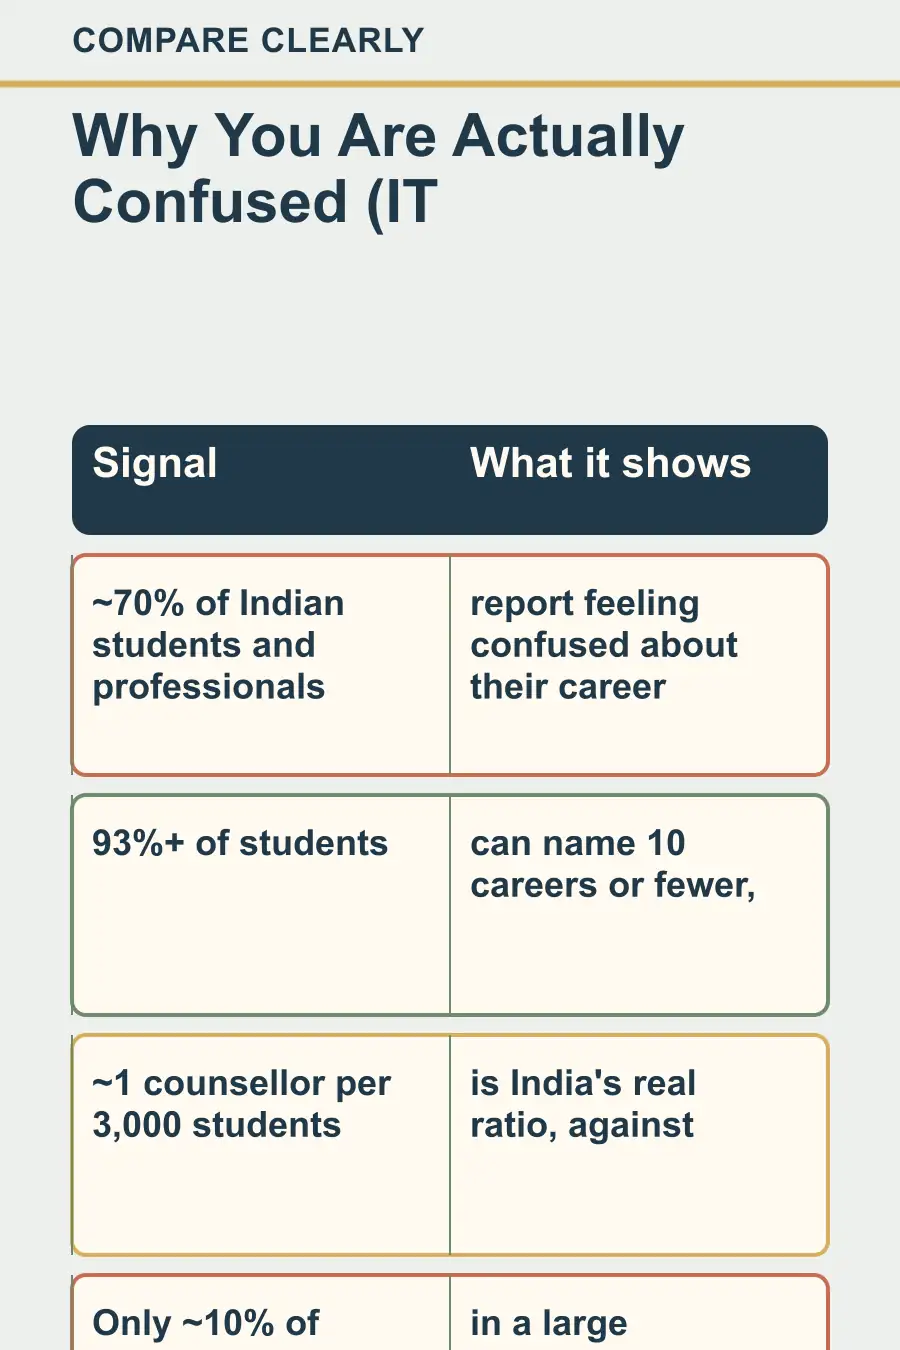 COMPARE CLEARLY
Why You Are Actually
Confused (IT
Signal
What it shows
~70% of Indian
students and
professionals
report feeling
confused about
their career
93%+ of students
can name 10
careers or fewer,
~1 counsellor per
3,000 students
is India's real
ratio, against
Only ~10% of
in a large